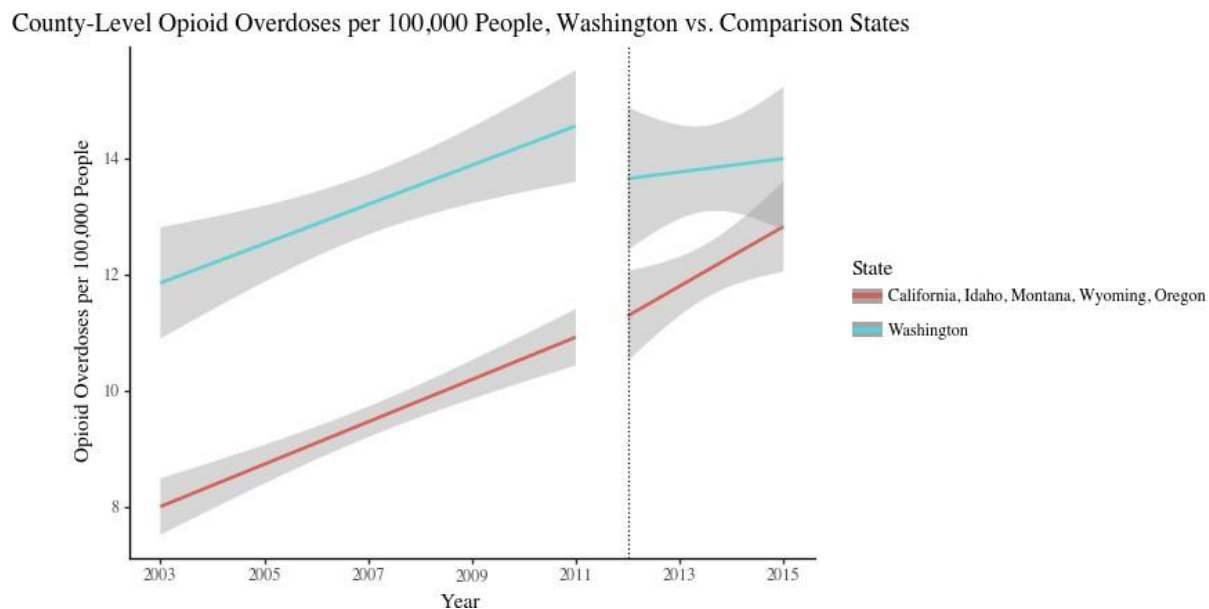 County-Level Opioid Overdoses per 100,000 People, Washington vs. Comparison States
Opioid Overdoses per 100,000 People
14
12
10
8
2003 2005 2007 2009 2011 2013 2015
Year
State
California, Idaho, Montana, Wyoming, Oregon
Washington